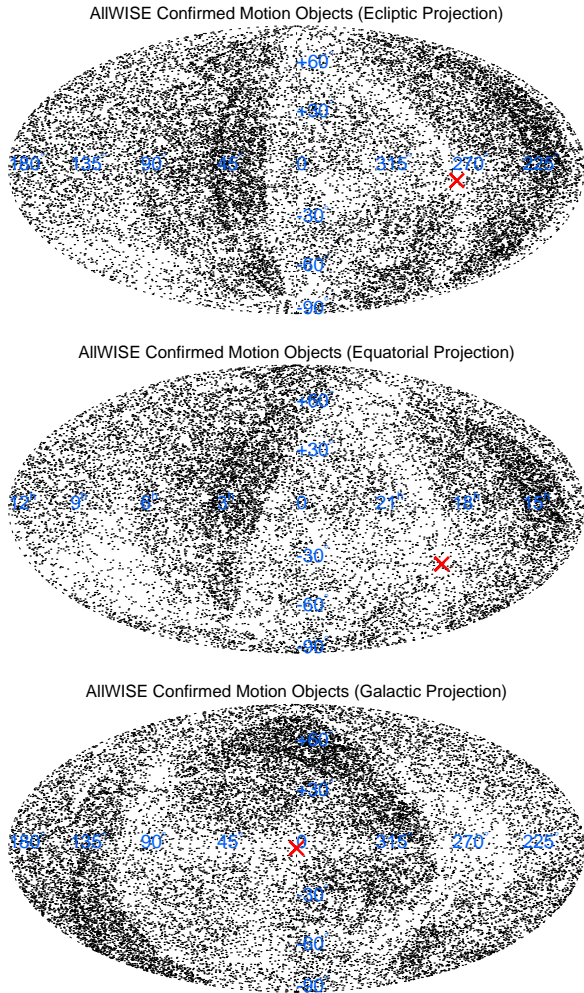 AllWISE Confirmed Motion Objects (Ecliptic Projection)
+60°
+30°
180° 135° 90° 45° 0 315° 270° 225°
-30°
-60°
-90°
AllWISE Confirmed Motion Objects (Equatorial Projection)
+60°
+30°
12h 9h 6h 3h 0 21h 18h 15h
-30°
-60°
-90°
AllWISE Confirmed Motion Objects (Galactic Projection)
+60°
+30°
180° 135° 90° 45° 0 315° 270° 225°
-30°
-60°
-90°